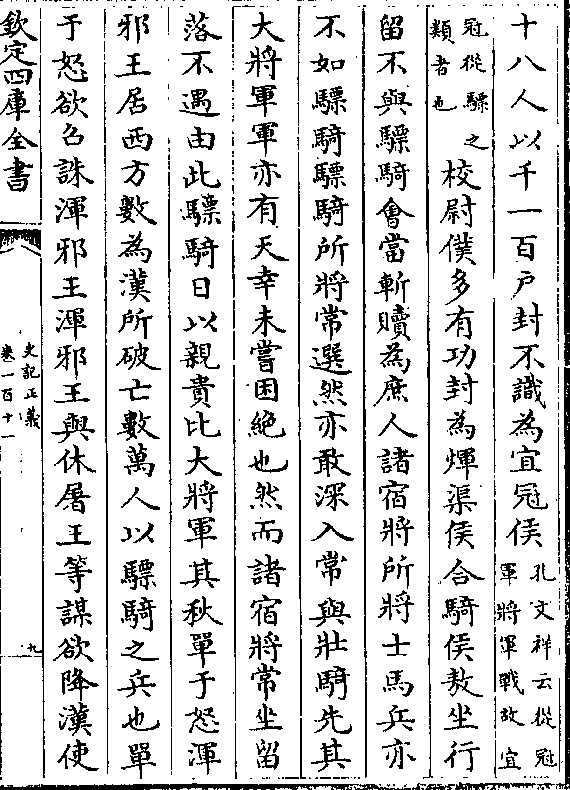 十八人以千一百户封不識為宜冠侯孔文祥云從冠軍將軍戰故宜
冠從驃之類者也校尉僕多有功封為煇渠侯合騎侯敖坐行
留不與驃騎會當斬贖為庶人諸宿將所將士馬兵亦
不如驃騎驃騎所將常選然亦敢深入常與壯騎先其
大將軍軍亦有天幸未嘗困絶也然而諸宿將常坐留
落不遇由此驃騎日以親貴比大將軍其秋單于怒渾
邪王居西方數為漢所破亡數萬人以驃騎之兵也單
于怒欲召誅渾邪王渾邪王與休屠王等謀欲降漢使
欽定四庫全書
史記正義
卷一百十一
九